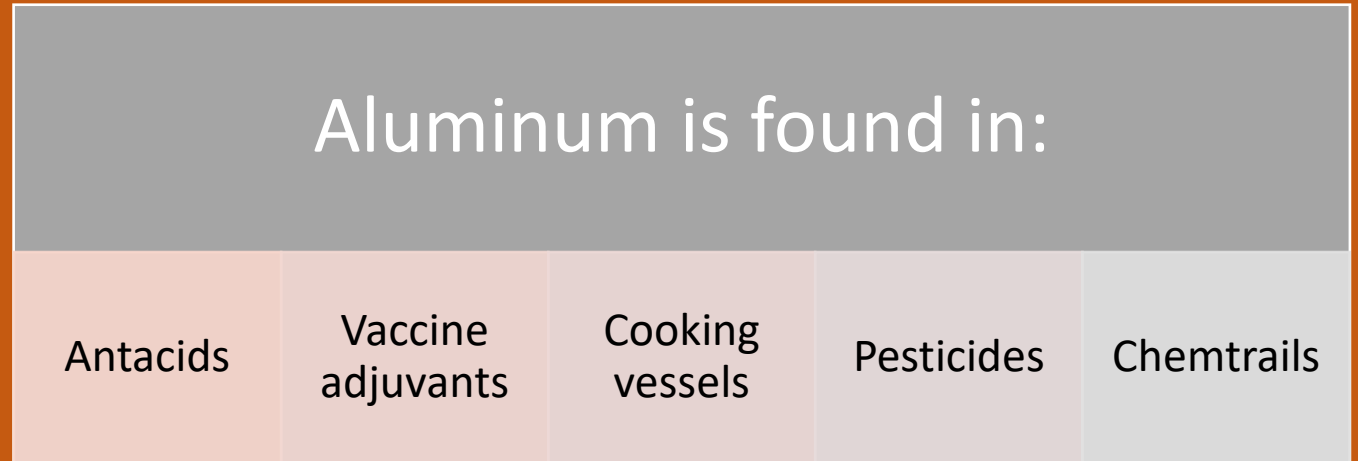 Aluminum is found in:
Antacids
Vaccine
adjuvants
Cooking
vessels
Pesticides
Chemtrails